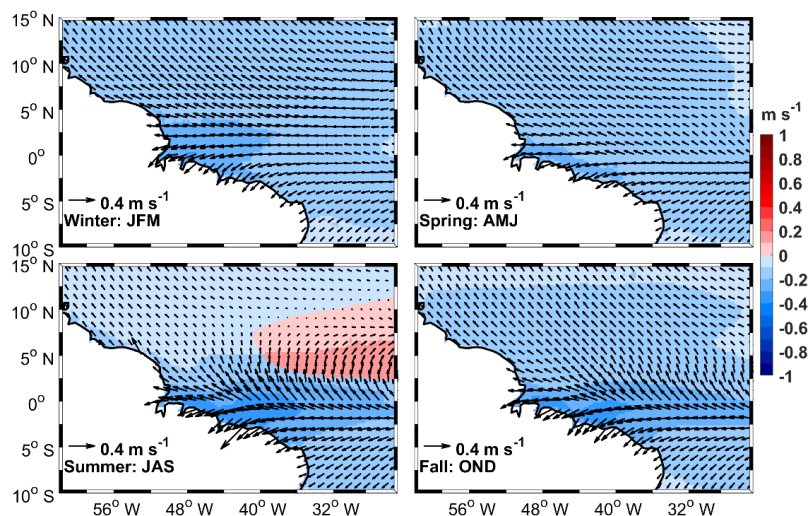 15° N
10° N
5° N
0°
5° S
10° S
0.4 m s⁻¹
Winter: JFM
0.4 m s⁻¹
Spring: AMJ
m s⁻¹
1
0.8
0.6
0.4
0.2
0
-0.2
-0.4
-0.6
-0.8
-1
15° N
10° N
5° N
0°
5° S
10° S
0.4 m s⁻¹
Summer: JAS
0.4 m s⁻¹
Fall: OND
56° W
48° W
40° W
32° W
56° W
48° W
40° W
32° W